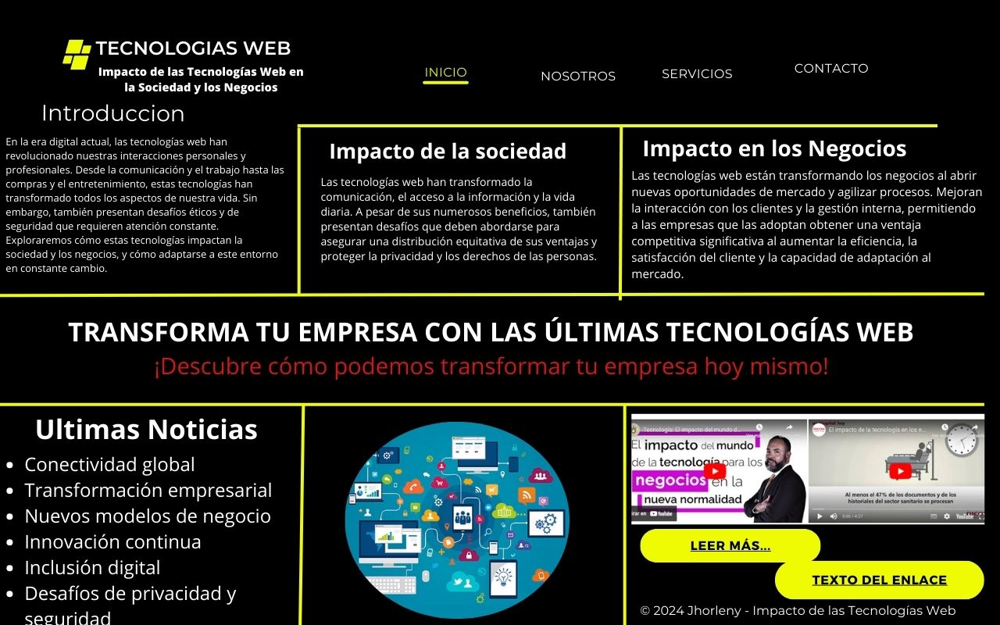 TECNOLOGIAS WEB
Impacto de las Tecnologías Web en
la Sociedad y los Negocios
INICIO
NOSOTROS
SERVICIOS
CONTACTO
Introduccion
En la era digital actual, las tecnologías web han
revolucionado nuestras interacciones personales y
profesionales. Desde la comunicación y el trabajo hasta las
compras y el entretenimiento, estas tecnologías han
transformado todos los aspectos de nuestra vida. Sin
embargo, también presentan desafíos éticos y de
seguridad que requieren atención constante.
Exploraremos cómo estas tecnologías impactan la
sociedad y los negocios, y cómo adaptarse a este entorno
en constante cambio.
Impacto de la sociedad
Las tecnologías web han transformado la
comunicación, el acceso a la información y la vida
diaria. A pesar de sus numerosos beneficios, también
presentan desafíos que deben abordarse para
asegurar una distribución equitativa de sus ventajas y
proteger la privacidad y los derechos de las personas.
Impacto en los Negocios
Las tecnologías web están transformando los negocios al abrir
nuevas oportunidades de mercado y agilizar procesos. Mejoran
la interacción con los clientes y la gestión interna, permitiendo
a las empresas que las adoptan obtener una ventaja
competitiva significativa al aumentar la eficiencia, la
satisfacción del cliente y la capacidad de adaptación al
mercado.
TRANSFORMA TU EMPRESA CON LAS ÚLTIMAS TECNOLOGÍAS WEB
¡Descubre cómo podemos transformar tu empresa hoy mismo!
Ultimas Noticias
• Conectividad global
• Transformación empresarial
• Nuevos modelos de negocio
• Innovación continua
• Inclusión digital
• Desafíos de privacidad y
seguridad
Tecnología: El impacto del mundo d...
El impacto del mundo
de la tecnología para los
negocios en la
nueva normalidad
YouTube
El impacto de la tecnología en los n...
Al menos el 47% de los documentos y de los
historiales del sector sanitario se procesan
0:00 / 4:27
YouTube
LEER MÁS...
TEXTO DEL ENLACE
© 2024 Jhorleny - Impacto de las Tecnologías Web